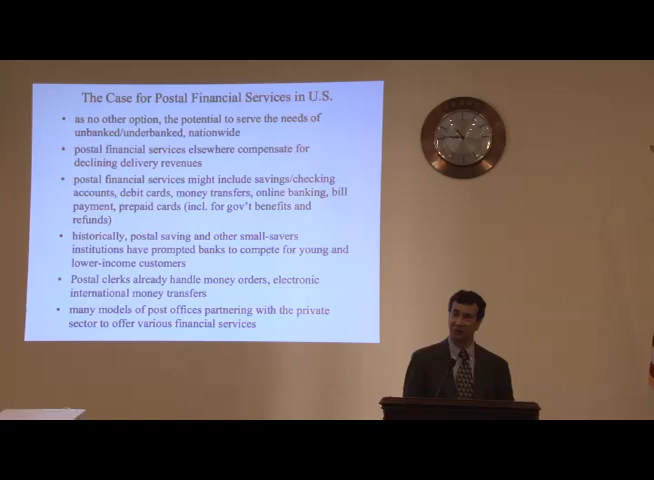 The Case for Postal Financial Services in U.S.
• as no other option, the potential to serve the needs of
unbanked/underbanked, nationwide
• postal financial services elsewhere compensate for
declining delivery revenues
• postal financial services might include savings/checking
accounts, debit cards, money transfers, online banking, bill
payment, prepaid cards (incl. for gov't benefits and
refunds)
• historically, postal saving and other small-savers
institutions have prompted banks to compete for young and
lower-income customers
• Postal clerks already handle money orders, electronic
international money transfers
• many models of post offices partnering with the private
sector to offer various financial services